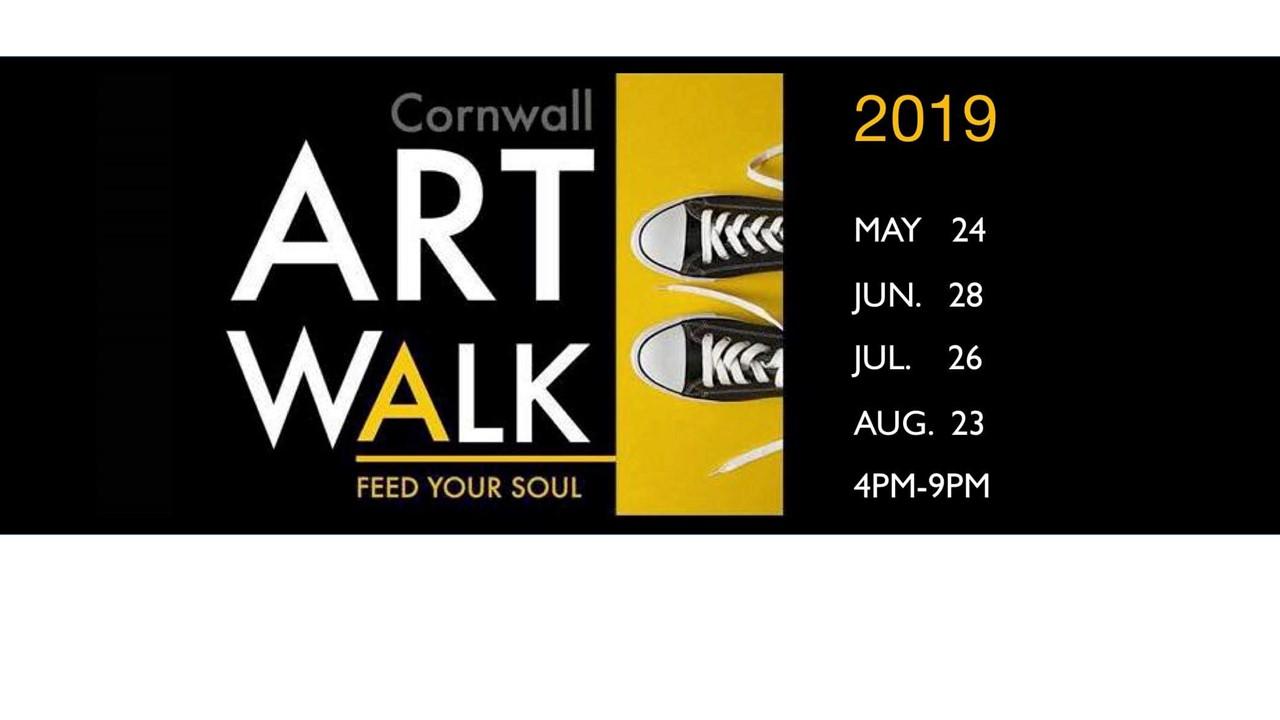 Cornwall
ART
WALK
FEED YOUR SOUL
2019
MAY 24
JUN. 28
JUL. 26
AUG. 23
4PM-9PM